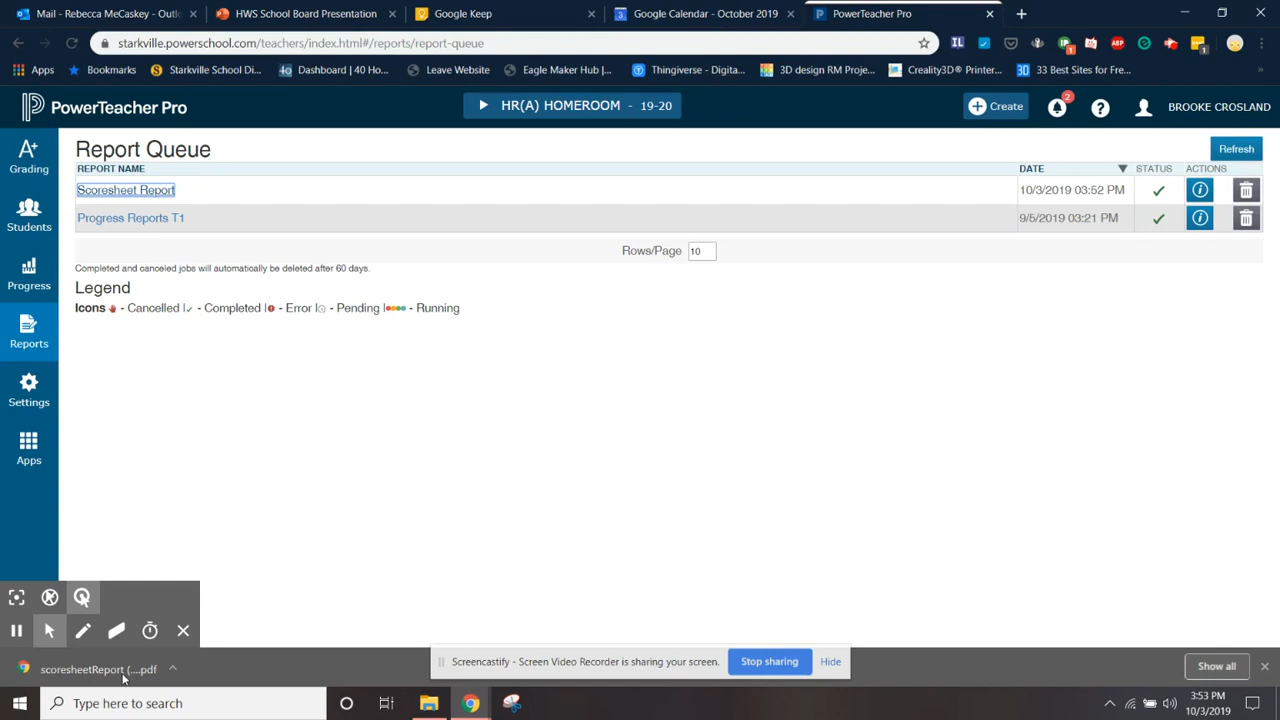 Mail - Rebecca McCaskey - Outlo
HWS School Board Presentation
Google Keep
Google Calendar - October 2019
PowerTeacher Pro
starkville.powerschool.com/teachers/index.html#/reports/report-queue
Apps
Bookmarks
Starkville School Di...
Dashboard | 40 Ho...
Leave Website
Eagle Maker Hub |...
Thingiverse - Digita...
3D design RM Proje...
Creality3D® Printer...
33 Best Sites for Fre...
PowerTeacher Pro
HR(A) HOMEROOM - 19-20
Create
2
BROOKE CROSLAND
Grading
Students
Progress
Reports
Settings
Apps
Report Queue
Refresh
REPORT NAME DATE STATUS ACTIONS
Scoresheet Report 10/3/2019 03:52 PM
Progress Reports T1 9/5/2019 03:21 PM
Rows/Page 10
Completed and canceled jobs will automatically be deleted after 60 days.
Legend
Icons - Cancelled | - Completed | - Error | - Pending | - Running
scoresheetReport (....pdf
Screencastify - Screen Video Recorder is sharing your screen.
Stop sharing
Hide
Show all
Type here to search
3:53 PM
10/3/2019